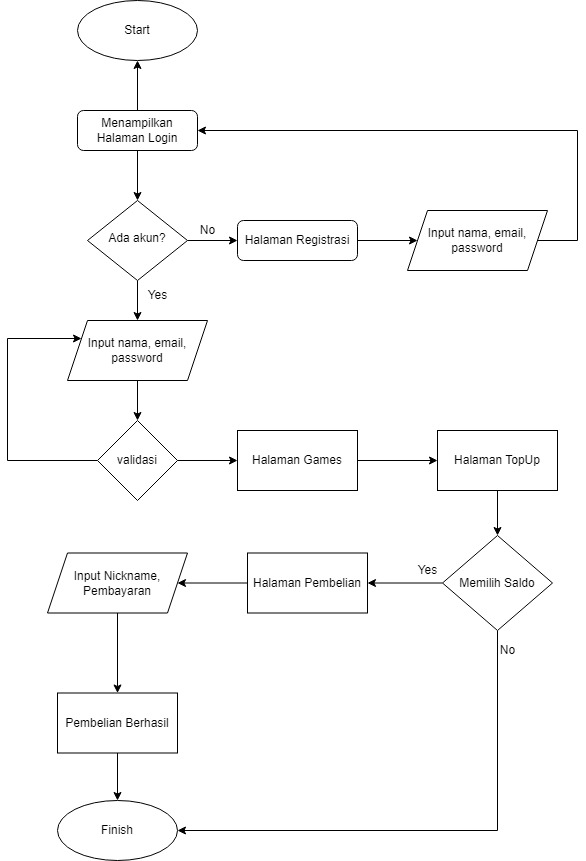 Start
Menampilkan
Halaman Login
Ada akun?
No
Halaman Registrasi
Input nama, email,
password
Yes
Input nama, email,
password
validasi
Halaman Games
Halaman TopUp
Memilih Saldo
Yes
Halaman Pembelian
Input Nickname,
Pembayaran
No
Pembelian Berhasil
Finish